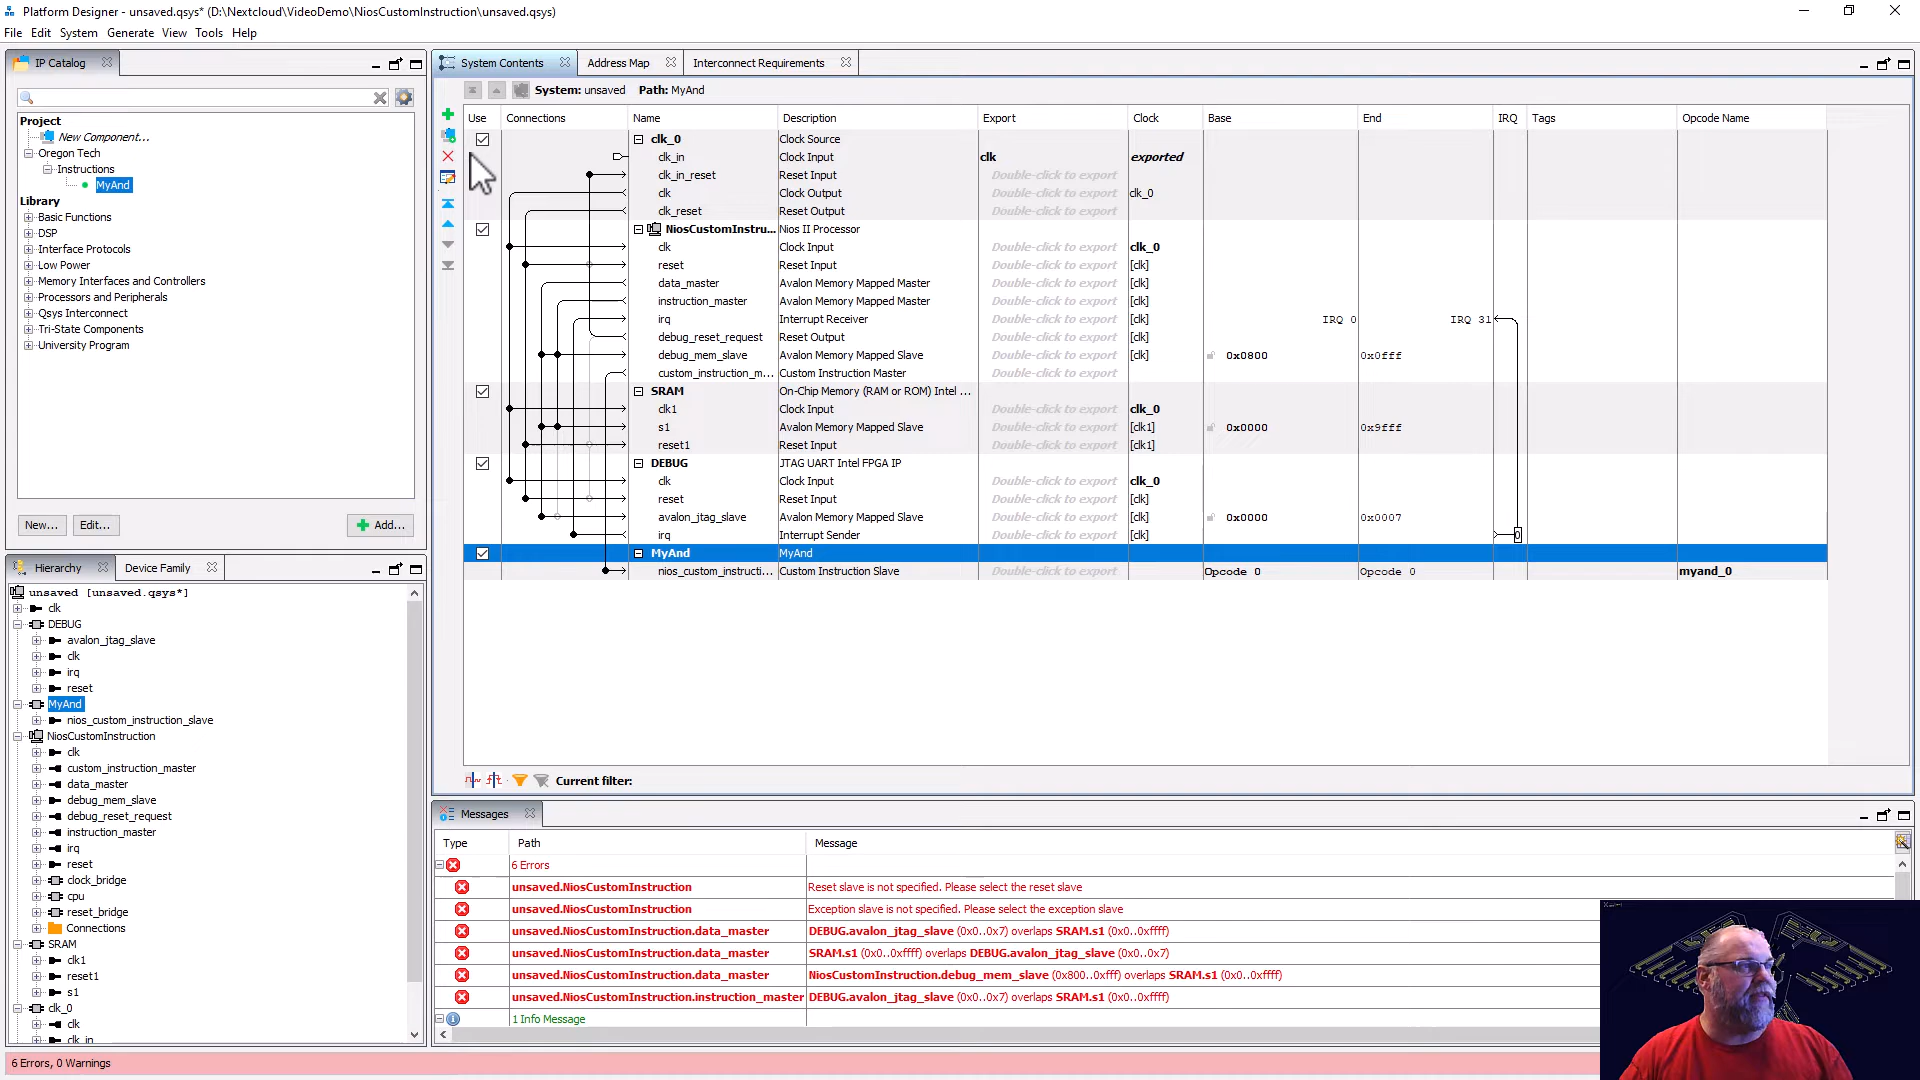 Platform Designer - unsaved.qsys* (D:\Nextcloud\VideoDemo\NiosCustomInstruction\unsaved.qsys)
File Edit System Generate View Tools Help
IP Catalog
Project
New Component...
Oregon Tech
Instructions
MyAnd
Library
Basic Functions
DSP
Interface Protocols
Low Power
Memory Interfaces and Controllers
Processors and Peripherals
Qsys Interconnect
Tri-State Components
University Program
New... Edit... Add...
Hierarchy Device Family
unsaved [unsaved.qsys*]
clk
DEBUG
avalon_jtag_slave
clk
irq
reset
MyAnd
nios_custom_instruction_slave
NiosCustomInstruction
clk
custom_instruction_master
data_master
debug_mem_slave
debug_reset_request
instruction_master
irq
reset
clock_bridge
cpu
reset_bridge
Connections
SRAM
clk1
reset1
s1
clk_0
clk
clk_in
System Contents Address Map Interconnect Requirements
System: unsaved Path: MyAnd
Use Connections Name Description Export Clock Base End IRQ Tags Opcode Name
clk_0 Clock Source
clk_in Clock Input clk exported
clk_in_reset Reset Input Double-click to export
clk Clock Output Double-click to export clk_0
clk_reset Reset Output Double-click to export
NiosCustomInstru... Nios II Processor
clk Clock Input Double-click to export clk_0
reset Reset Input Double-click to export [clk]
data_master Avalon Memory Mapped Master Double-click to export [clk]
instruction_master Avalon Memory Mapped Master Double-click to export [clk]
irq Interrupt Receiver Double-click to export [clk] IRQ 0 IRQ 31
debug_reset_request Reset Output Double-click to export [clk]
debug_mem_slave Avalon Memory Mapped Slave Double-click to export [clk] 0x0800 0x0fff
custom_instruction_m... Custom Instruction Master Double-click to export
SRAM On-Chip Memory (RAM or ROM) Intel ...
clk1 Clock Input Double-click to export clk_0
s1 Avalon Memory Mapped Slave Double-click to export [clk1] 0x0000 0x9fff
reset1 Reset Input Double-click to export [clk1]
DEBUG JTAG UART Intel FPGA IP
clk Clock Input Double-click to export clk_0
reset Reset Input Double-click to export [clk]
avalon_jtag_slave Avalon Memory Mapped Slave Double-click to export [clk] 0x0000 0x0007
irq Interrupt Sender Double-click to export [clk]
MyAnd MyAnd
nios_custom_instructi... Custom Instruction Slave Double-click to export Opcode 0 Opcode 0 myand_0
Current filter:
Messages
Type Path Message
6 Errors
unsaved.NiosCustomInstruction Reset slave is not specified. Please select the reset slave
unsaved.NiosCustomInstruction Exception slave is not specified. Please select the exception slave
unsaved.NiosCustomInstruction.data_master DEBUG.avalon_jtag_slave (0x0..0x7) overlaps SRAM.s1 (0x0..0xffff)
unsaved.NiosCustomInstruction.data_master SRAM.s1 (0x0..0xffff) overlaps DEBUG.avalon_jtag_slave (0x0..0x7)
unsaved.NiosCustomInstruction.data_master NiosCustomInstruction.debug_mem_slave (0x800..0xfff) overlaps SRAM.s1 (0x0..0xffff)
unsaved.NiosCustomInstruction.instruction_master DEBUG.avalon_jtag_slave (0x0..0x7) overlaps SRAM.s1 (0x0..0xffff)
1 Info Message
6 Errors, 0 Warnings